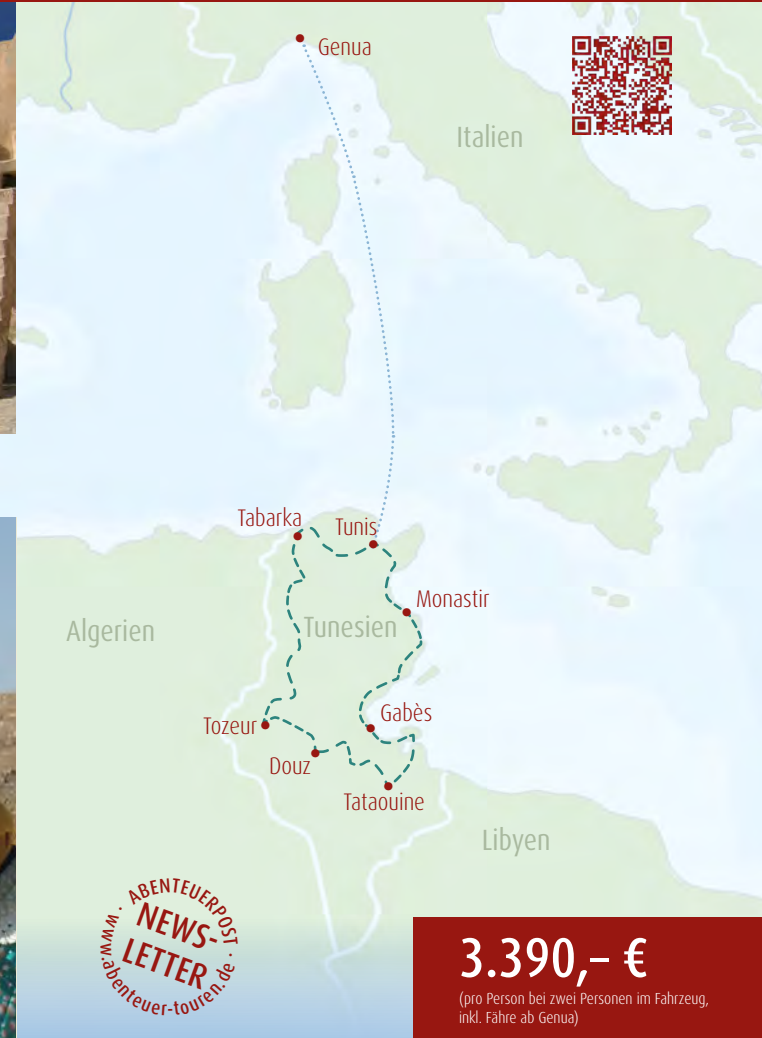 Genua
Italien
Tabarka
Tunis
Monastir
Algerien
Tunesien
Tozeur
Gabès
Douz
Tataouine
Libyen
· ABENTEUERPOST ·
NEWS-
LETTER
www.abenteuer-touren.de
3.390,– €
(pro Person bei zwei Personen im Fahrzeug,
inkl. Fähre ab Genua)